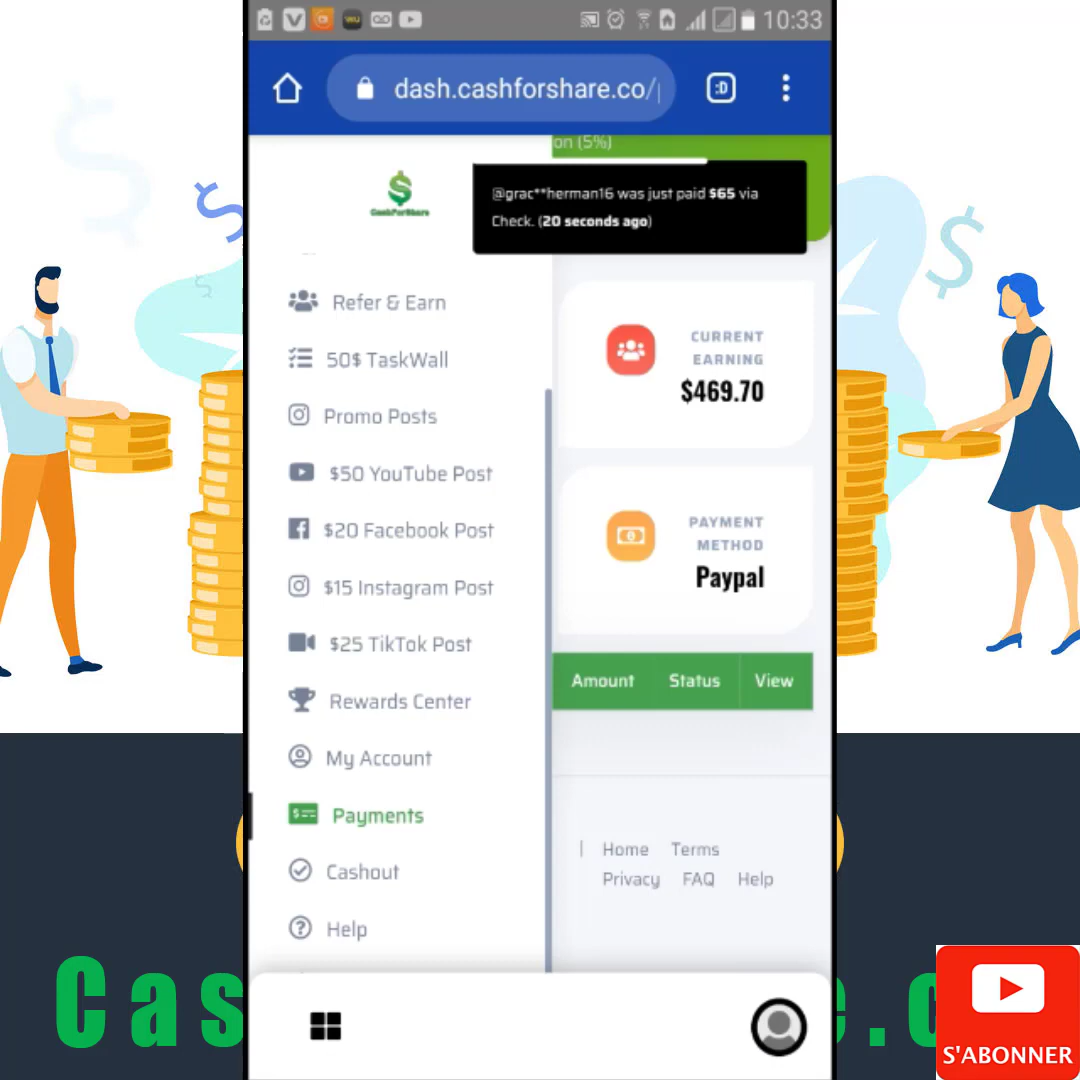 10:33
dash.cashforshare.co/
:D
on (5%)
CashForShare
@grac**herman16 was just paid $65 via
Check. (20 seconds ago)
Refer & Earn
50$ TaskWall
Promo Posts
$50 YouTube Post
$20 Facebook Post
$15 Instagram Post
$25 TikTok Post
Rewards Center
My Account
Payments
Cashout
Help
CURRENT
EARNING
$469.70
PAYMENT
METHOD
Paypal
Amount Status View
| Home Terms
Privacy FAQ Help
Cas
e.c
S'ABONNER